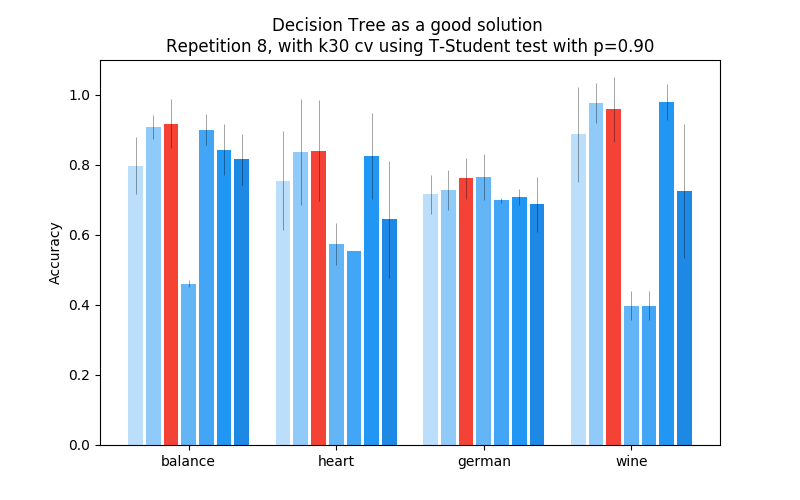 Decision Tree as a good solution
Repetition 8, with k30 cv using T-Student test with p=0.90
1.0
0.8
0.6
0.4
0.2
0.0
Accuracy
balance heart german wine